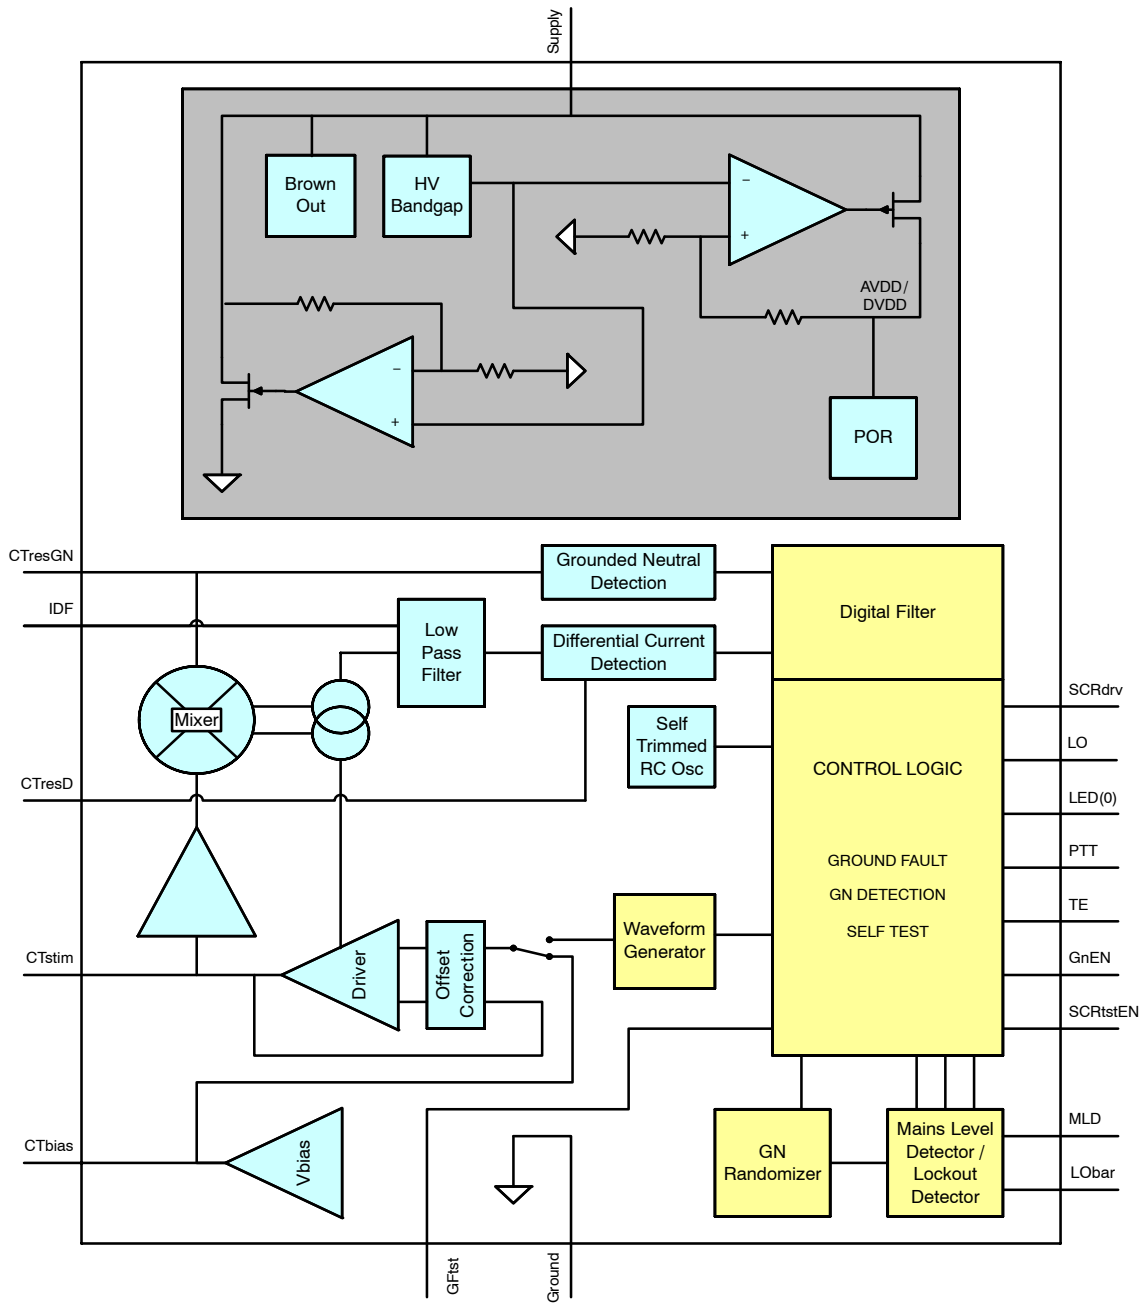 Supply
Brown
Out
HV
Bandgap
−
+
AVDD/
DVDD
−
+
POR
CTresGN
IDF
CTresD
CTstim
CTbias
Grounded Neutral
Detection
Low
Pass
Filter
Differential Current
Detection
Mixer
Self
Trimmed
RC Osc
Digital Filter
CONTROL LOGIC
GROUND FAULT
GN DETECTION
SELF TEST
Waveform
Generator
Driver
Offset
Correction
Vbias
GN
Randomizer
Mains Level
Detector /
Lockout
Detector
SCRdrv
LO
LED(0)
PTT
TE
GnEN
SCRtstEN
MLD
LObar
GFtst
Ground